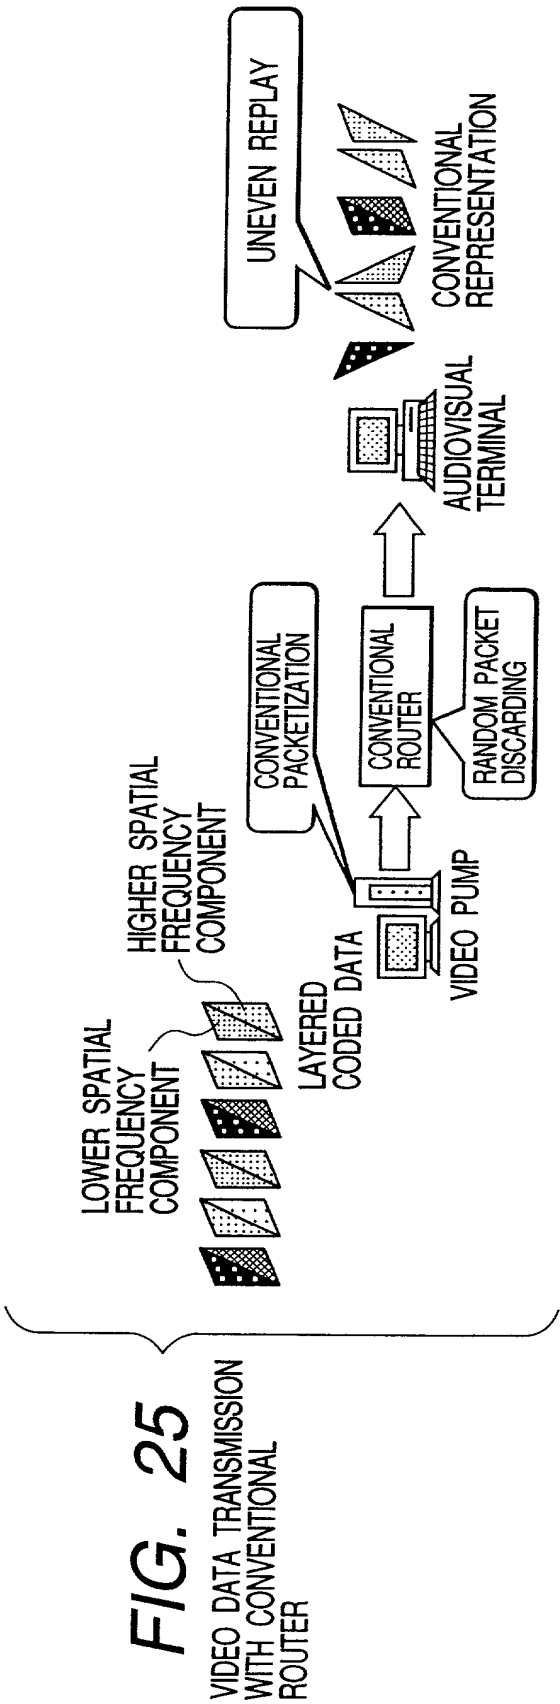 FIG. 25
VIDEO DATA TRANSMISSION
WITH CONVENTIONAL
ROUTER
LOWER SPATIAL
FREQUENCY
COMPONENT
HIGHER SPATIAL
FREQUENCY
COMPONENT
LAYERED
CODED DATA
VIDEO PUMP
CONVENTIONAL
PACKETIZATION
CONVENTIONAL
ROUTER
RANDOM PACKET
DISCARDING
AUDIOVISUAL
TERMINAL
UNEVEN REPLAY
CONVENTIONAL
REPRESENTATION